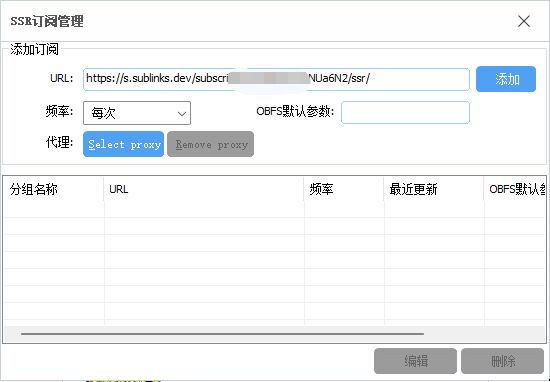 SSR订阅管理
添加订阅
URL: https://s.sublinks.dev/subscri NUa6N2/ssr/ 添加
频率: 每次 OBFS默认参数:
代理: Select proxy Remove proxy
分组名称 URL 频率 最近更新 OBFS默认参
编辑 删除